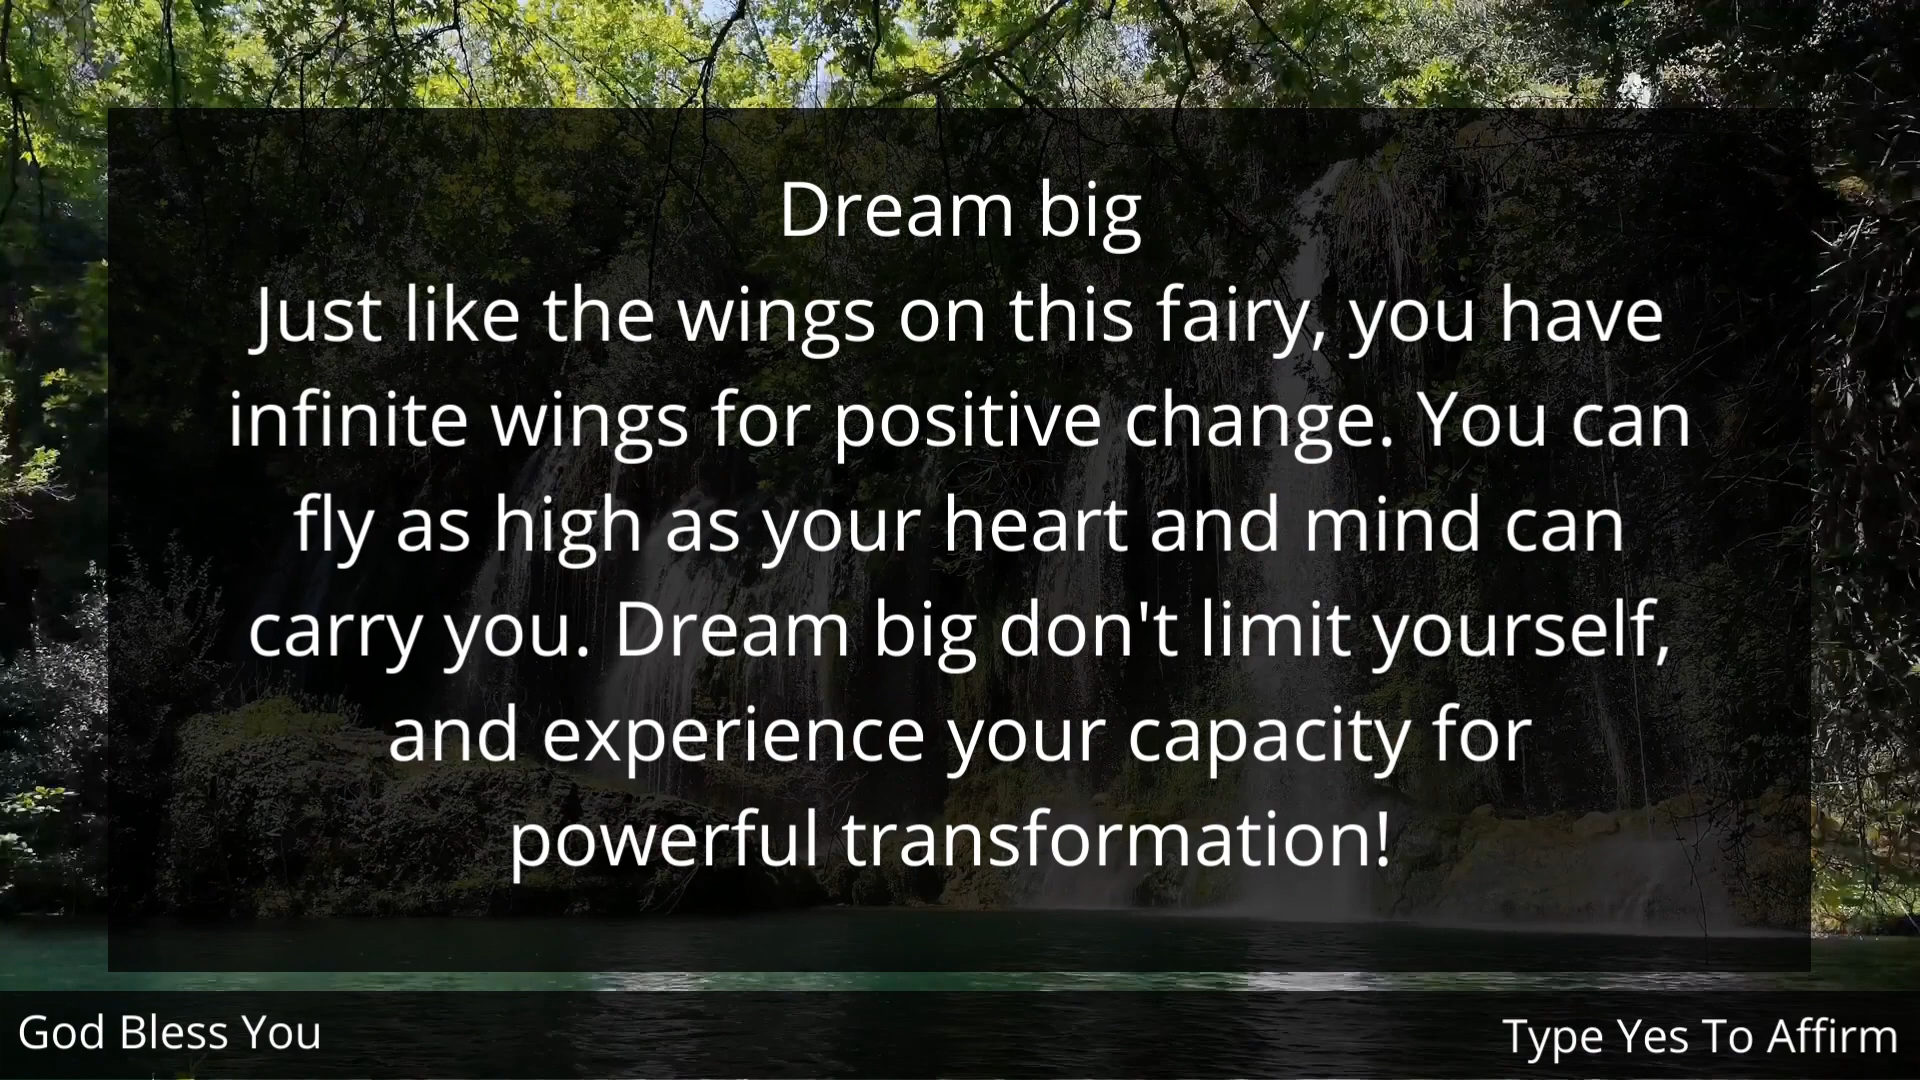 Dream big
Just like the wings on this fairy, you have
infinite wings for positive change. You can
fly as high as your heart and mind can
carry you. Dream big don't limit yourself,
and experience your capacity for
powerful transformation!
God Bless You
Type Yes To Affirm